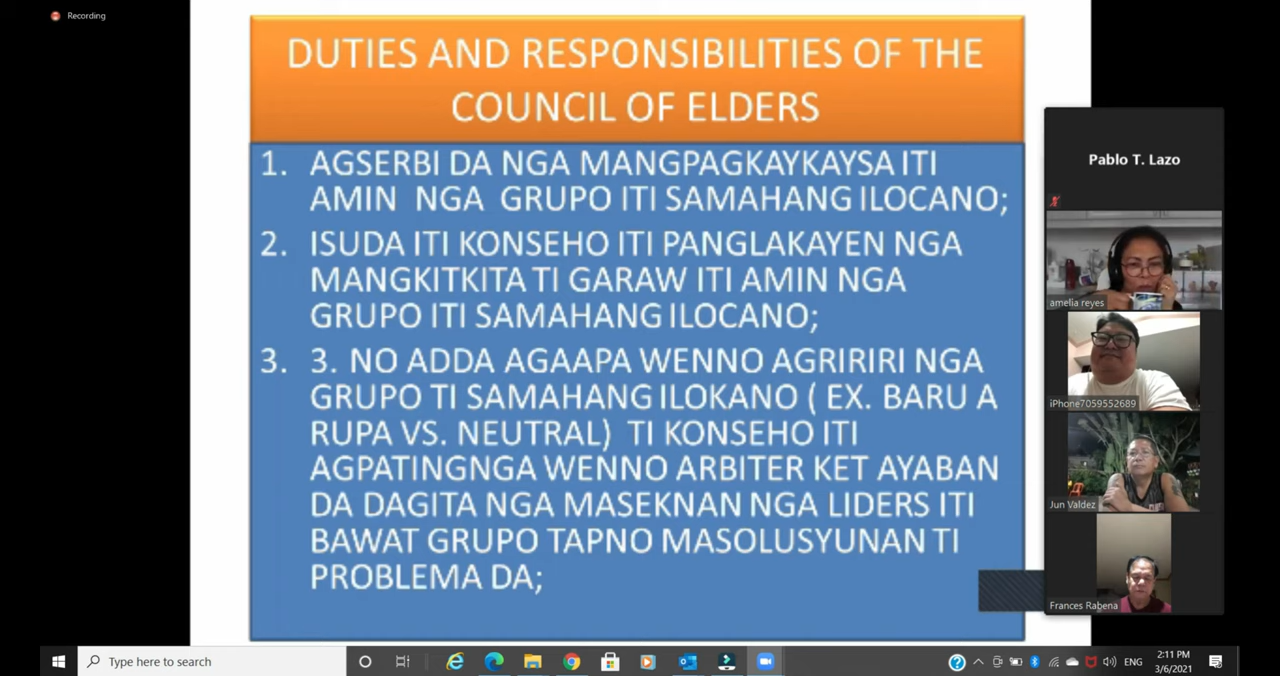 Recording
DUTIES AND RESPONSIBILITIES OF THE
COUNCIL OF ELDERS
1. AGSERBI DA NGA MANGPAGKAYKAYSA ITI
AMIN NGA GRUPO ITI SAMAHANG ILOCANO;
2. ISUDA ITI KONSEHO ITI PANGLAKAYEN NGA
MANGKITKITA TI GARAW ITI AMIN NGA
GRUPO ITI SAMAHANG ILOCANO;
3. 3. NO ADDA AGAAPA WENNO AGRIRIRI NGA
GRUPO TI SAMAHANG ILOKANO ( EX. BARU A
RUPA VS. NEUTRAL) TI KONSEHO ITI
AGPATINGNGA WENNO ARBITER KET AYABAN
DA DAGITA NGA MASEKNAN NGA LIDERS ITI
BAWAT GRUPO TAPNO MASOLUSYUNAN TI
PROBLEMA DA;
Pablo T. Lazo
amelia reyes
iPhone7059552689
Jun Valdez
Frances Rabena
Type here to search
ENG
2:11 PM
3/6/2021